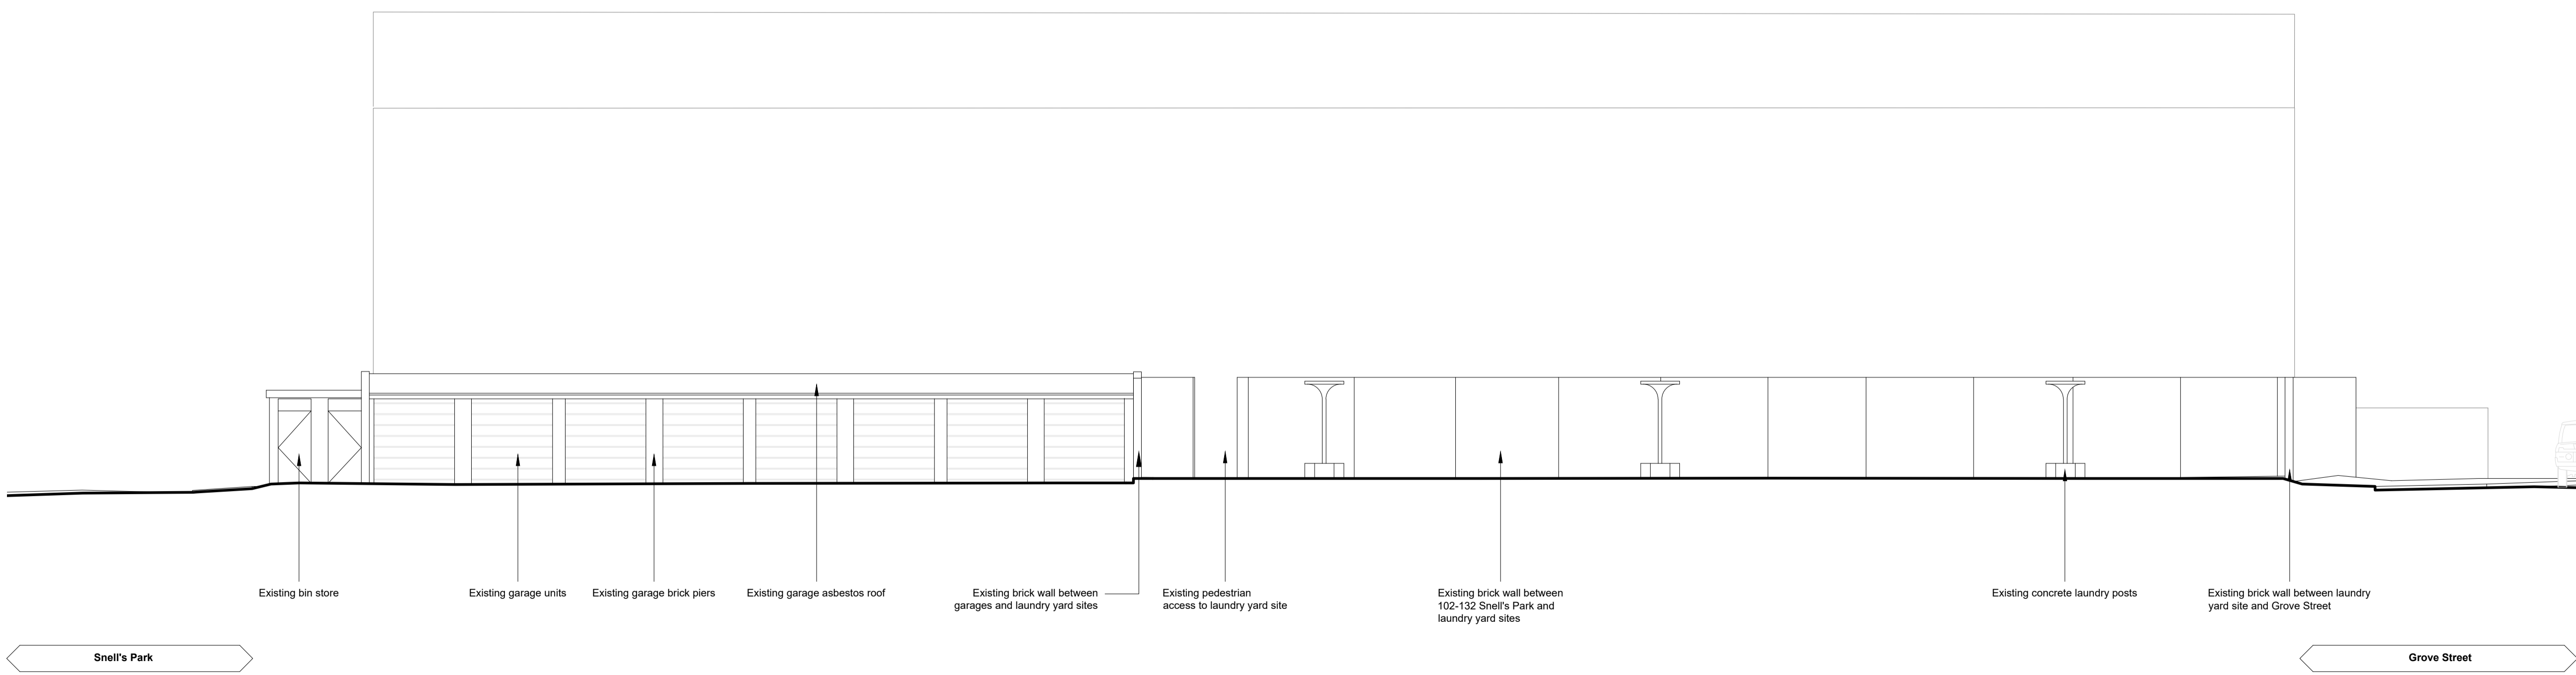 Existing bin store
Existing garage units
Existing garage brick piers
Existing garage asbestos roof
Existing brick wall between
garages and laundry yard sites
Existing pedestrian
access to laundry yard site
Existing brick wall between
102-132 Snell's Park and
laundry yard sites
Existing concrete laundry posts
Existing brick wall between laundry
yard site and Grove Street
Snell's Park
Grove Street